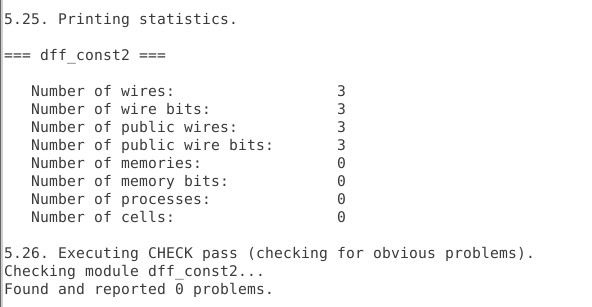 5.25. Printing statistics.
=== dff_const2 ===
Number of wires: 3
Number of wire bits: 3
Number of public wires: 3
Number of public wire bits: 3
Number of memories: 0
Number of memory bits: 0
Number of processes: 0
Number of cells: 0
5.26. Executing CHECK pass (checking for obvious problems).
Checking module dff_const2...
Found and reported 0 problems.